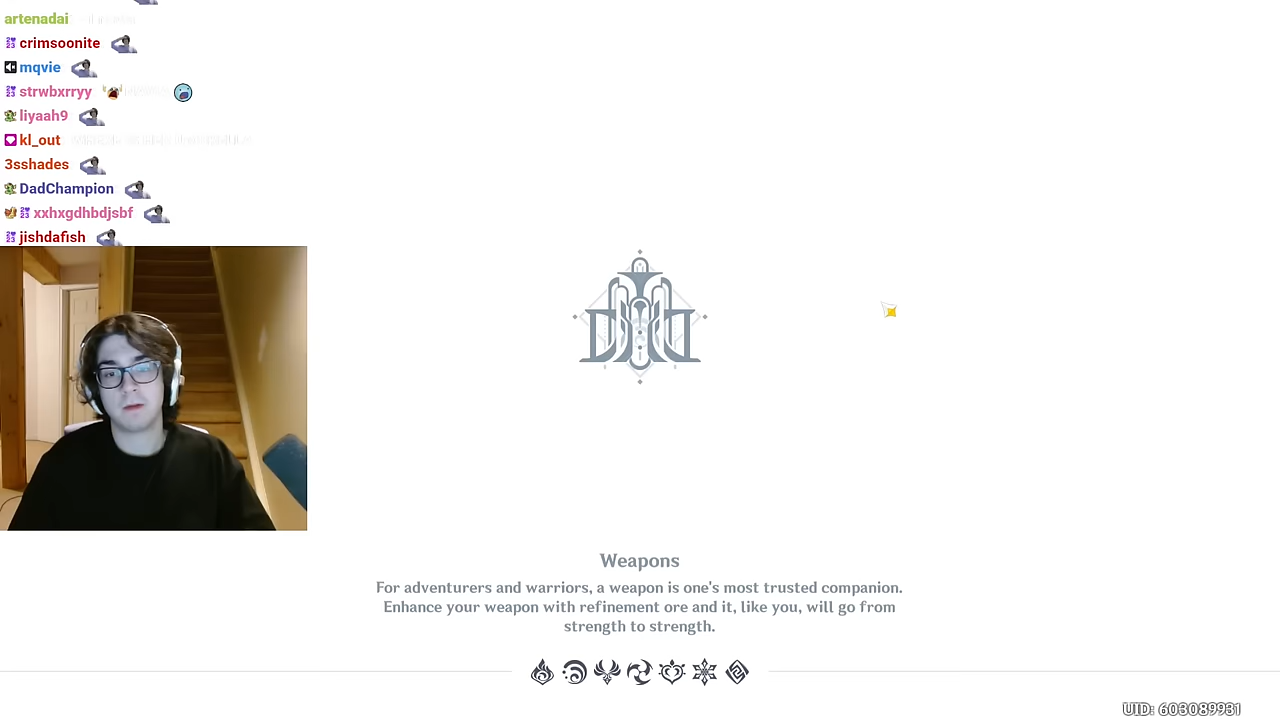 artenadai
crimsoonite
mqvie
strwbxrryy
liyaah9
kl_out
3sshades
DadChampion
xxhxgdhbdjsbf
jishdafish
Weapons
For adventurers and warriors, a weapon is one's most trusted companion.
Enhance your weapon with refinement ore and it, like you, will go from
strength to strength.
UID: 603089931